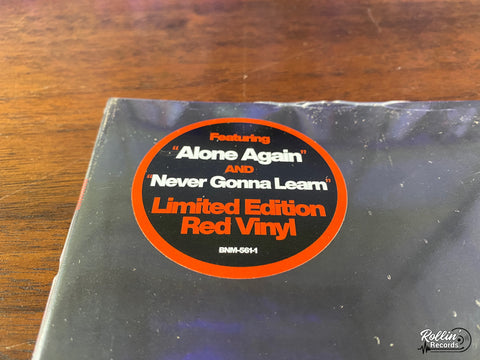 Featuring
"Alone Again"
AND
"Never Gonna Learn"
Limited Edition
Red Vinyl
BNM-561-1
Rollin'
Records